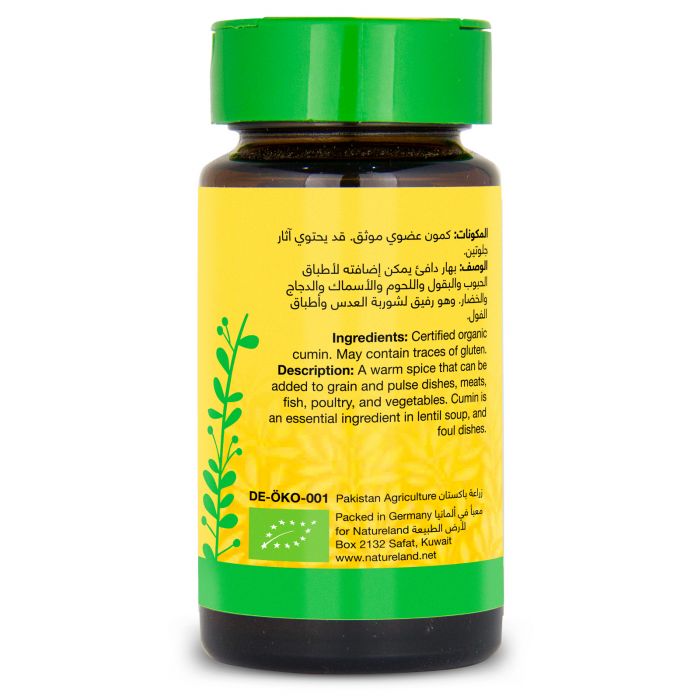 المكونات: كمون عضوي موثق. قد يحتوي آثار
جلوتين.
الوصف: بهار دافئ يمكن إضافته لأطباق
الحبوب والبقول واللحوم والأسماك والدجاج
والخضار. وهو رفيق لشوربة العدس وأطباق
الفول.
Ingredients: Certified organic
cumin. May contain traces of gluten.
Description: A warm spice that can be
added to grain and pulse dishes, meats,
fish, poultry, and vegetables. Cumin is
an essential ingredient in lentil soup, and
foul dishes.
DE-ÖKO-001 Pakistan Agriculture زراعة باكستان
Packed in Germany معبأ في ألمانيا
for Natureland لأرض الطبيعة
Box 2132 Safat, Kuwait
www.natureland.net